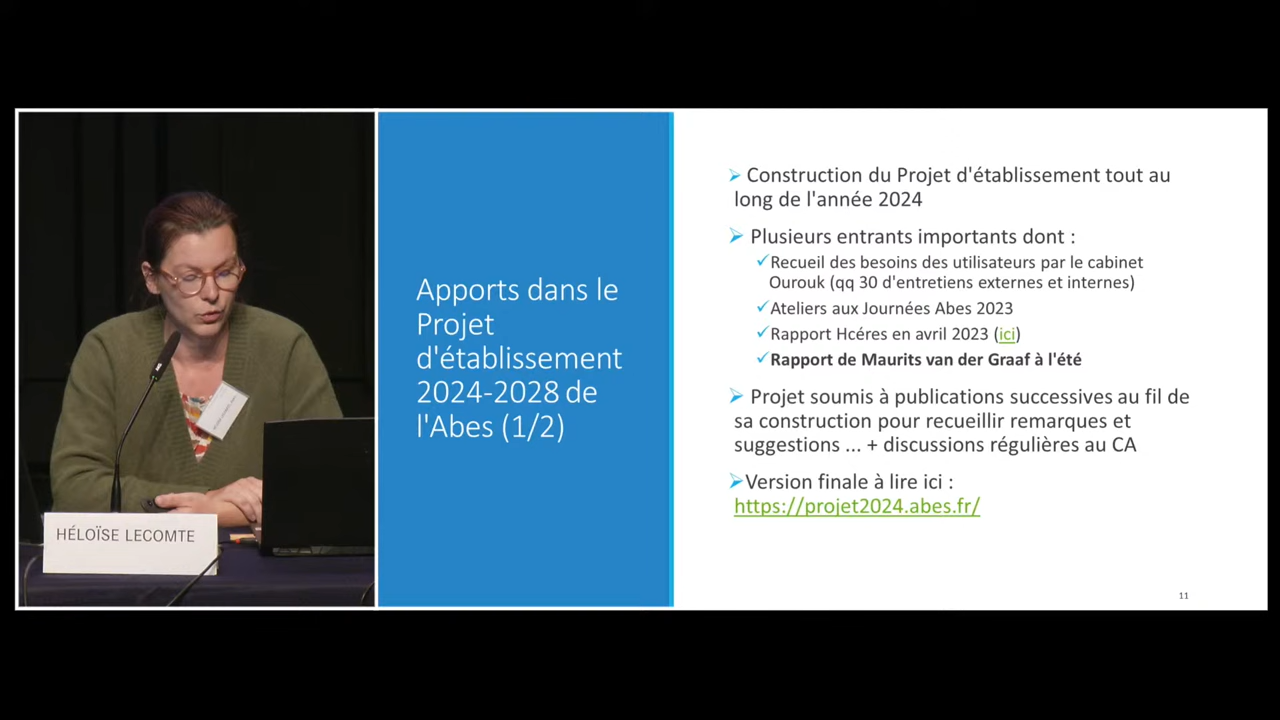 HÉLOÏSE LECOMTE
Apports dans le
Projet
d'établissement
2024-2028 de
l'Abes (1/2)
➢ Construction du Projet d'établissement tout au
long de l'année 2024
➢ Plusieurs entrants importants dont :
✓Recueil des besoins des utilisateurs par le cabinet
Ourouk (qq 30 d'entretiens externes et internes)
✓Ateliers aux Journées Abes 2023
✓Rapport Hcéres en avril 2023 (ici)
✓Rapport de Maurits van der Graaf à l'été
➢ Projet soumis à publications successives au fil de
sa construction pour recueillir remarques et
suggestions ... + discussions régulières au CA
➢Version finale à lire ici :
https://projet2024.abes.fr/
11